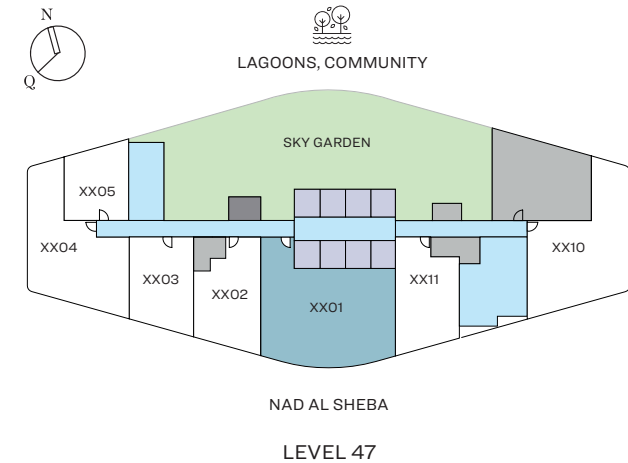 N
Q
LAGOONS, COMMUNITY
SKY GARDEN
XX05
XX04
XX03
XX02
XX01
XX11
XX10
NAD AL SHEBA
LEVEL 47